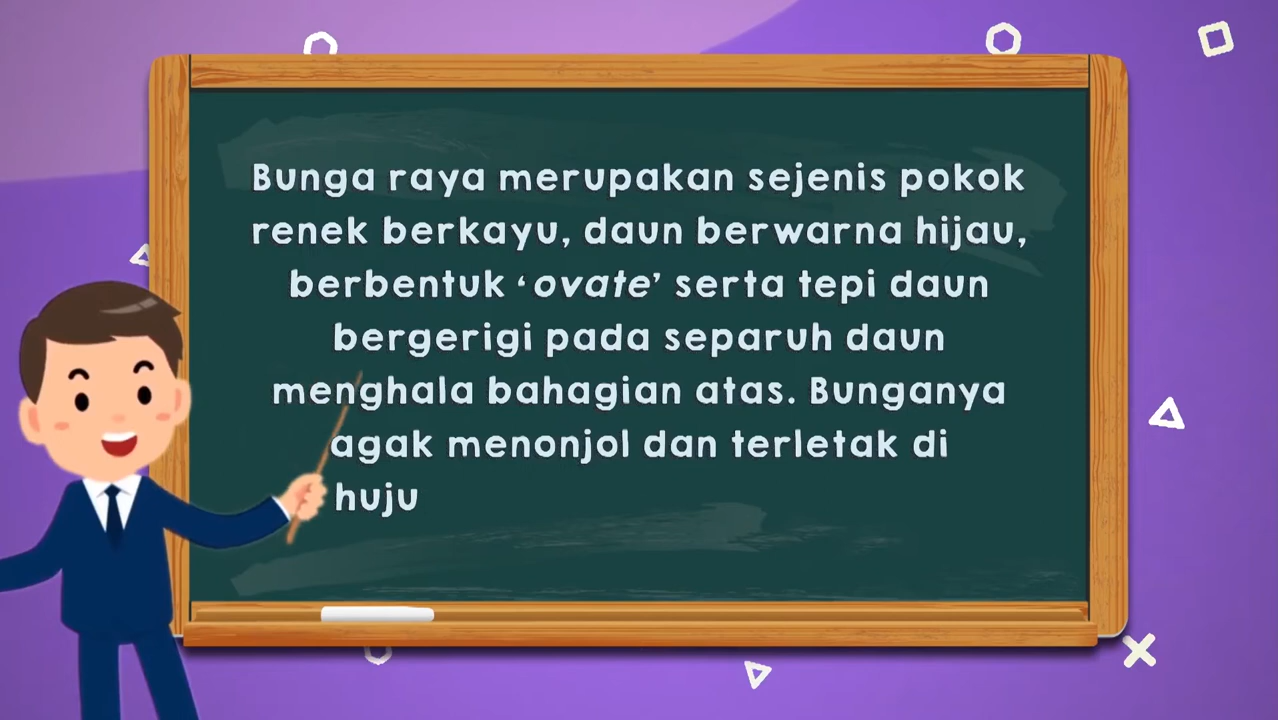 Bunga raya merupakan sejenis pokok
renek berkayu, daun berwarna hijau,
berbentuk ‘ovate’ serta tepi daun
bergerigi pada separuh daun
menghala bahagian atas. Bunganya
agak menonjol dan terletak di
huju